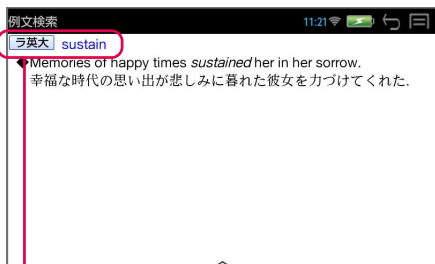 例文検索 11:21
ラ英大 sustain
◆Memories of happy times sustained her in her sorrow.
幸福な時代の思い出が悲しみに暮れた彼女を力づけてくれた.